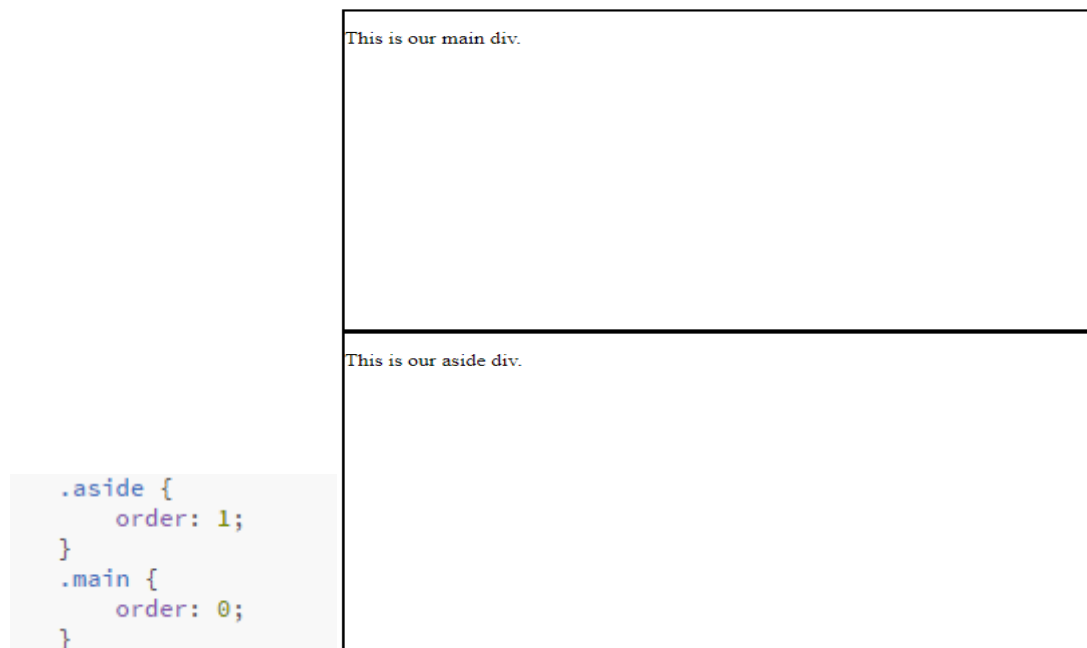 This is our main div.
This is our aside div.
.aside {
    order: 1;
}
.main {
    order: 0;
}